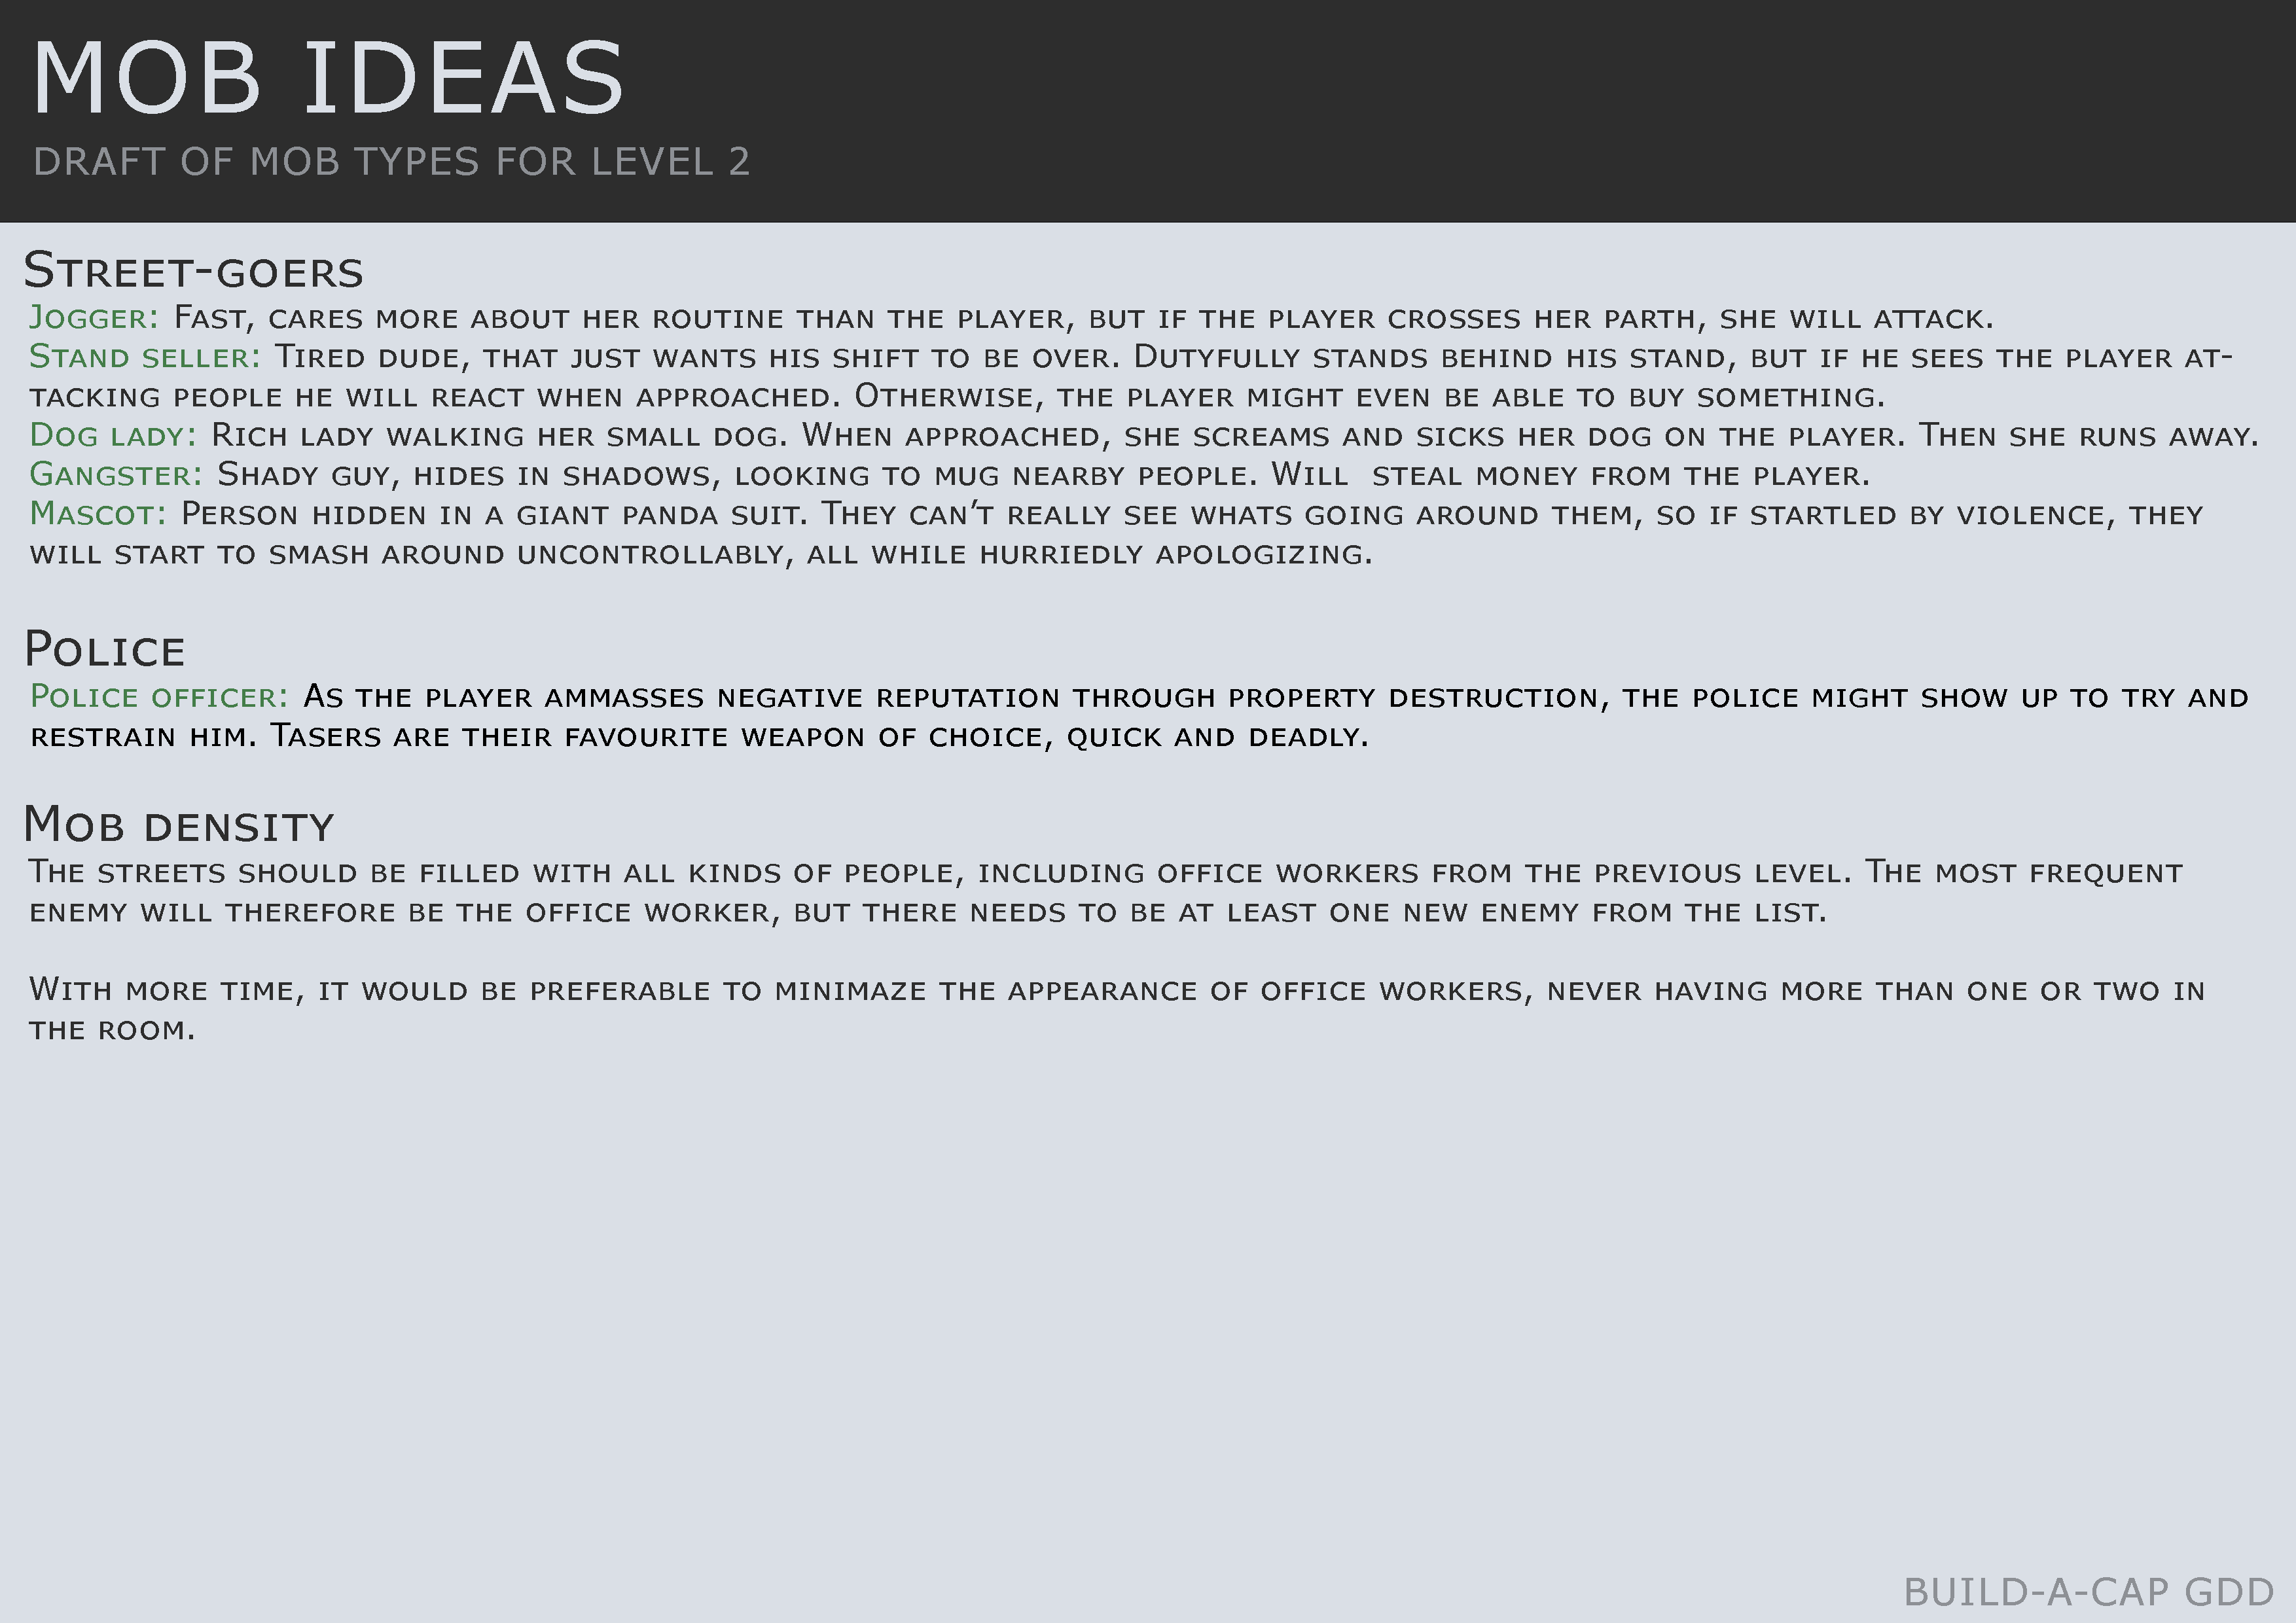 MOB IDEAS
DRAFT OF MOB TYPES FOR LEVEL 2
Street-goers
Jogger: Fast, cares more about her routine than the player, but if the player crosses her parth, she will attack.
Stand seller: Tired dude, that just wants his shift to be over. Dutyfully stands behind his stand, but if he sees the player at-
tacking people he will react when approached. Otherwise, the player might even be able to buy something.
Dog lady: Rich lady walking her small dog. When approached, she screams and sicks her dog on the player. Then she runs away.
Gangster: Shady guy, hides in shadows, looking to mug nearby people. Will  steal money from the player.
Mascot: Person hidden in a giant panda suit. They can't really see whats going around them, so if startled by violence, they
will start to smash around uncontrollably, all while hurriedly apologizing.
Police
Police officer: As the player ammasses negative reputation through property destruction, the police might show up to try and
restrain him. Tasers are their favourite weapon of choice, quick and deadly.
Mob density
The streets should be filled with all kinds of people, including office workers from the previous level. The most frequent
enemy will therefore be the office worker, but there needs to be at least one new enemy from the list.
With more time, it would be preferable to minimaze the appearance of office workers, never having more than one or two in
the room.
BUILD-A-CAP GDD